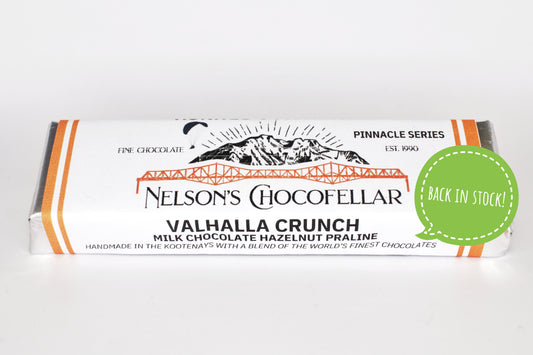 PINNACLE SERIES
FINE CHOCOLATE
EST. 1990
NELSON'S CHOCOFELLAR
BACK IN STOCK!
VALHALLA CRUNCH
MILK CHOCOLATE HAZELNUT PRALINE
HANDMADE IN THE KOOTENAYS WITH A BLEND OF THE WORLD'S FINEST CHOCOLATES